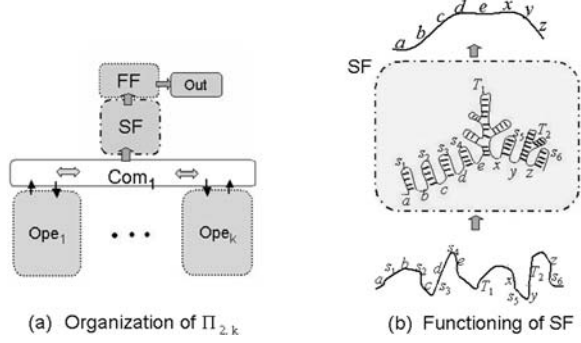 FF
Out
SF
Com1
Ope1
• • •
Opek
(a) Organization of Π2,k
a b c d e x y z
SF
T1
s1 s2 s3 s4 s5 T2 s6
a b c d e x y z
a s1 b s2 c d s3 s4 e T1 x s5 y T2 z s6
(b) Functioning of SF